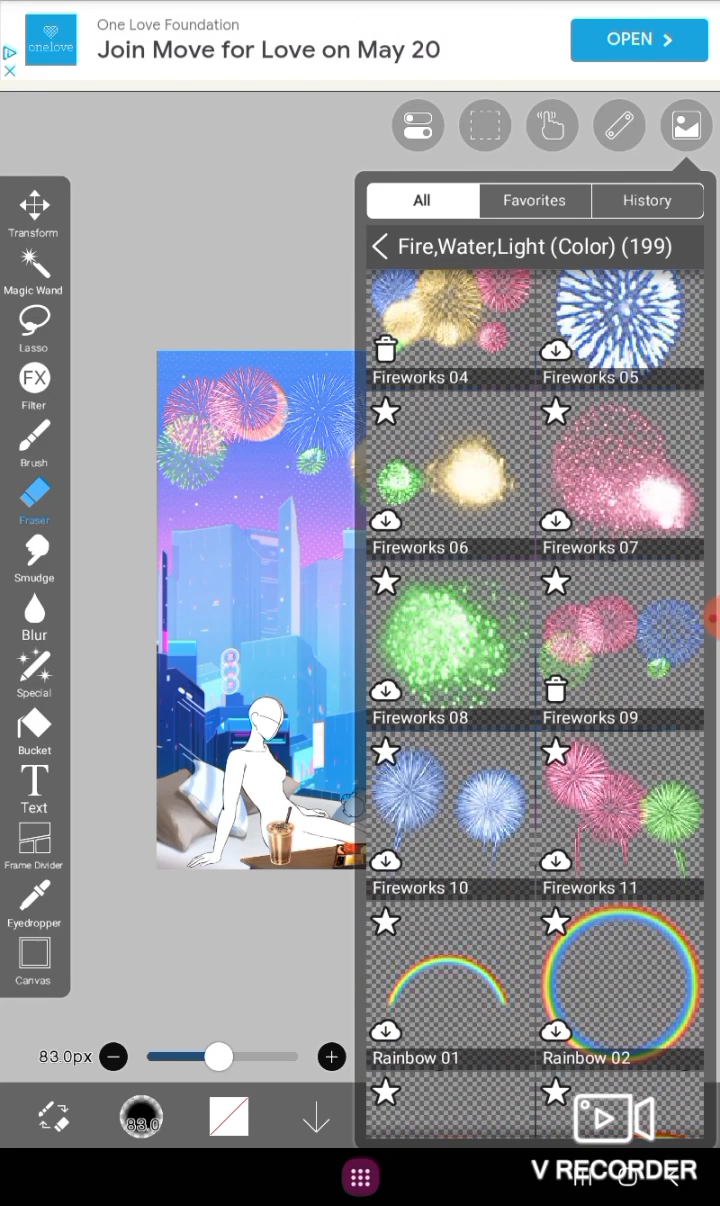 One Love Foundation
onelove
Join Move for Love on May 20
OPEN
All
Favorites
History
Fire,Water,Light (Color) (199)
Transform
Magic Wand
Lasso
FX
Filter
Brush
Eraser
Smudge
Blur
Special
Bucket
T
Text
Frame Divider
Eyedropper
Canvas
Fireworks 04
Fireworks 05
Fireworks 06
Fireworks 07
Fireworks 08
Fireworks 09
Fireworks 10
Fireworks 11
Rainbow 01
Rainbow 02
83.0px
83.0
V RECORDER